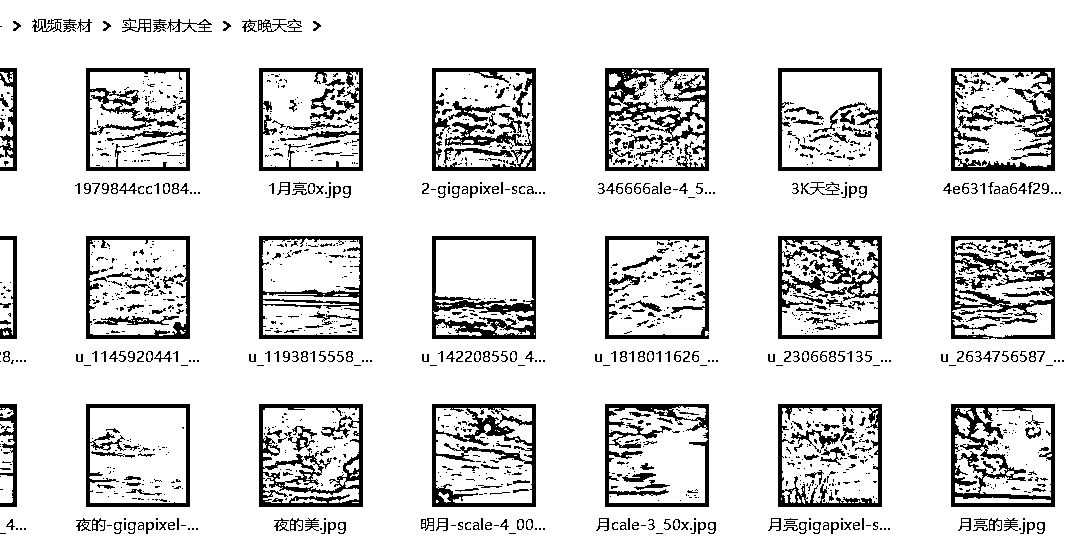 > 视频素材 > 实用素材大全 > 夜晚天空 >
1979844cc1084... 1月亮0x.jpg 2-gigapixel-sca... 346666ale-4_5... 3K天空.jpg 4e631faa64f29...
28,... u_1145920441_... u_1193815558_... u_142208550_4... u_1818011626_... u_2306685135_... u_2634756587_...
_4... 夜的-gigapixel-... 夜的美.jpg 明月-scale-4_00... 月cale-3_50x.jpg 月亮gigapixel-s... 月亮的美.jpg